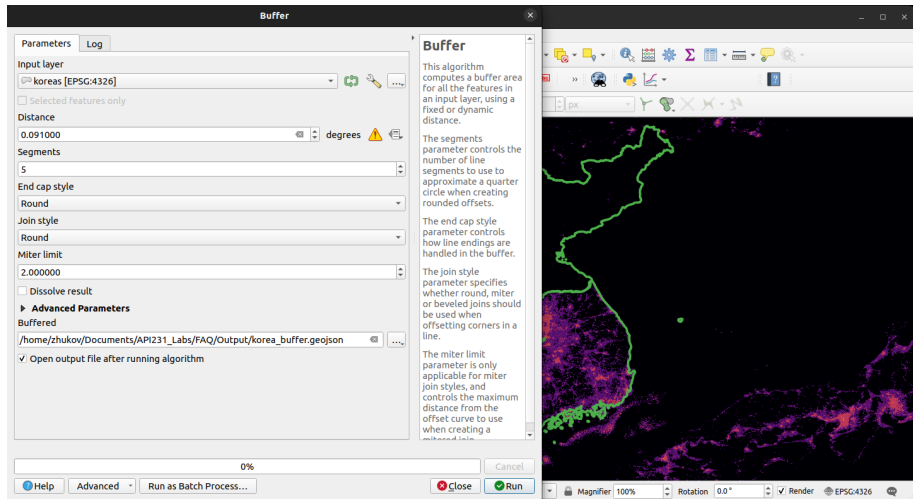 Buffer
Parameters
Log
Input layer
koreas [EPSG:4326]
...
Selected features only
Distance
0.091000
degrees
Segments
5
End cap style
Round
Join style
Round
Miter limit
2.000000
Dissolve result
Advanced Parameters
Buffered
/home/zhukov/Documents/API231_Labs/FAQ/Output/korea_buffer.geojson
...
Open output file after running algorithm
Buffer
This algorithm
computes a buffer area
for all the features in
an input layer, using a
fixed or dynamic
distance.
The segments
parameter controls the
number of line
segments to use to
approximate a quarter
circle when creating
rounded offsets.
The end cap style
parameter controls
how line endings are
handled in the buffer.
The join style
parameter specifies
whether round, miter
or beveled joins should
be used when
offsetting corners in a
line.
The miter limit
parameter is only
applicable for miter
join styles, and
controls the maximum
distance from the
offset curve to use
when creating a
mitered join
0%
Cancel
Help
Advanced
Run as Batch Process...
Close
Run
px
Magnifier 100%
Rotation 0.0°
Render
EPSG:4326